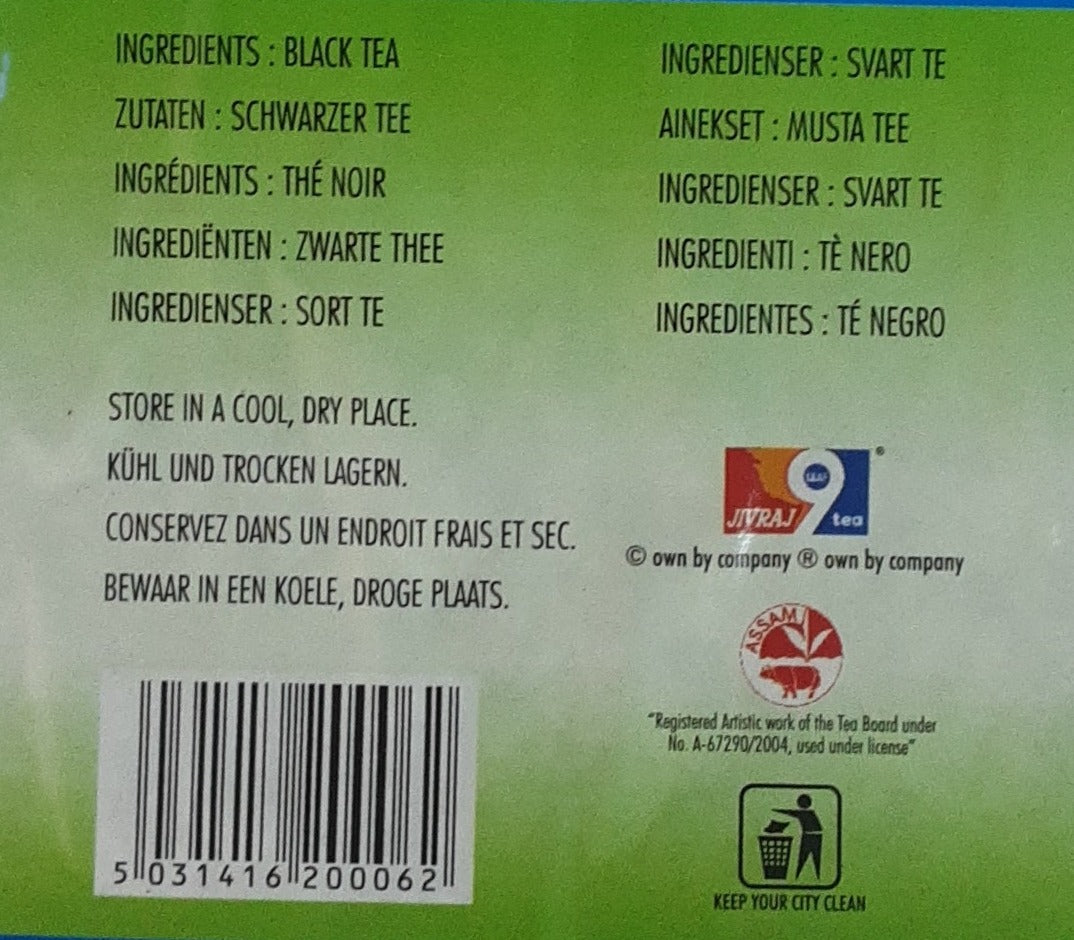 INGREDIENTS : BLACK TEA
ZUTATEN : SCHWARZER TEE
INGRÉDIENTS : THÉ NOIR
INGREDIËNTEN : ZWARTE THEE
INGREDIENSER : SORT TE
INGREDIENSER : SVART TE
AINEKSET : MUSTA TEE
INGREDIENSER : SVART TE
INGREDIENTI : TÈ NERO
INGREDIENTES : TÉ NEGRO
STORE IN A COOL, DRY PLACE.
KÜHL UND TROCKEN LAGERN.
CONSERVEZ DANS UN ENDROIT FRAIS ET SEC.
BEWAAR IN EEN KOELE, DROGE PLAATS.
5 031416 200062
JIVRAJ 9 tea ®
© own by company ® own by company
ASSAM
"Registered Artistic work of the Tea Board under
No. A-67290/2004, used under license"
KEEP YOUR CITY CLEAN